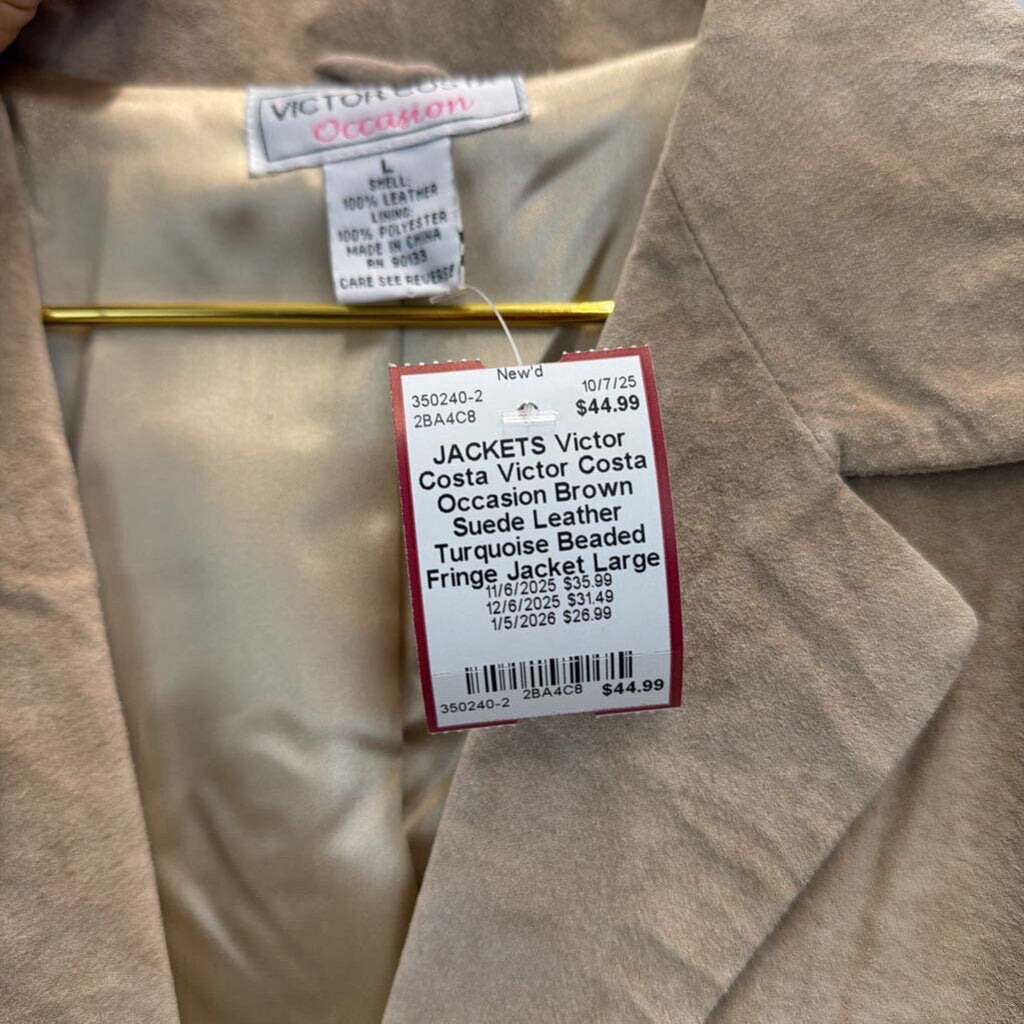 VICTOR COSTA
Occasion
L
SHELL:
100% LEATHER
LINING:
100% POLYESTER
MADE IN CHINA
RN 90133
CARE SEE REVERSE
New'd
350240-2 10/7/25
2BA4C8 $44.99
JACKETS Victor
Costa Victor Costa
Occasion Brown
Suede Leather
Turquoise Beaded
Fringe Jacket Large
11/6/2025 $35.99
12/6/2025 $31.49
1/5/2026 $26.99
350240-2 2BA4C8 $44.99